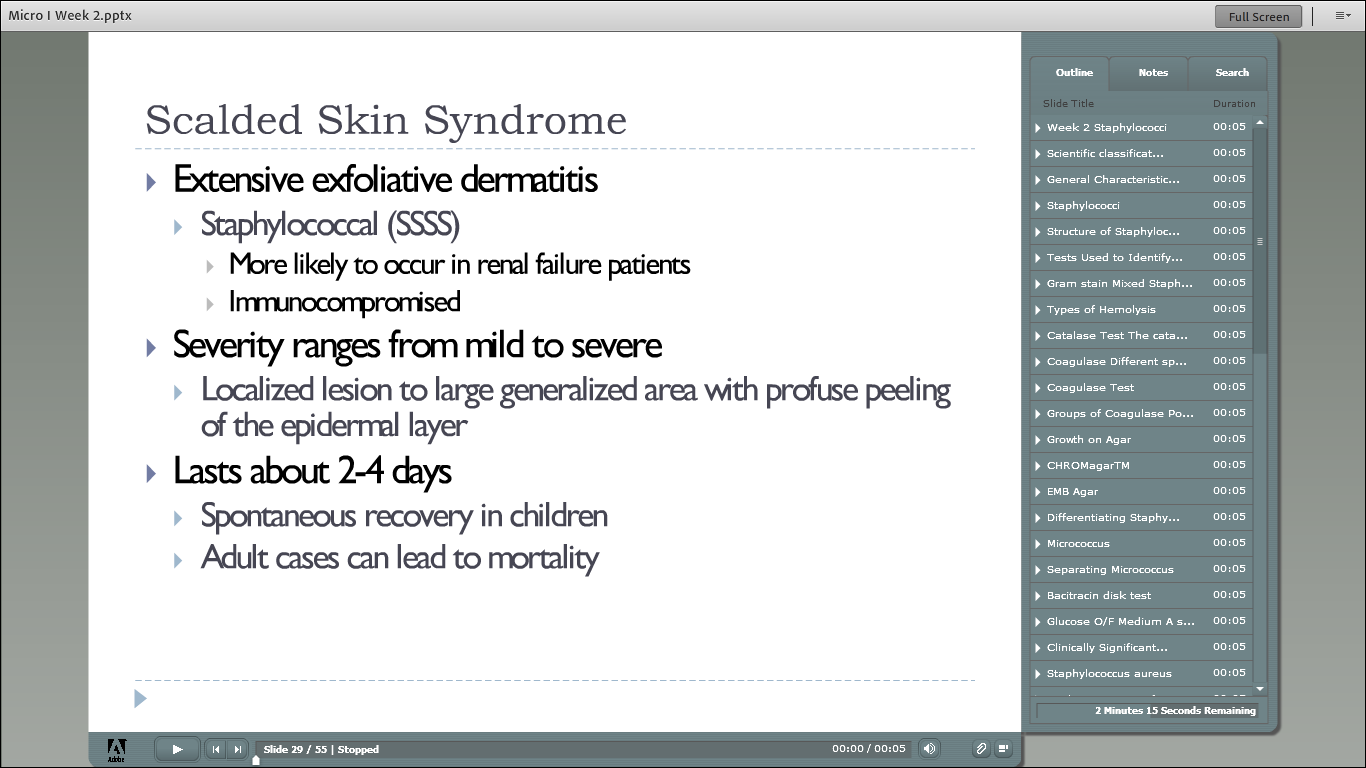 Micro I Week 2.pptx
Full Screen
Scalded Skin Syndrome
Extensive exfoliative dermatitis
Staphylococcal (SSSS)
More likely to occur in renal failure patients
Immunocompromised
Severity ranges from mild to severe
Localized lesion to large generalized area with profuse peeling
of the epidermal layer
Lasts about 2-4 days
Spontaneous recovery in children
Adult cases can lead to mortality
Outline Notes Search
Slide Title Duration
Week 2 Staphylococci 00:05
Scientific classificat... 00:05
General Characteristic... 00:05
Staphylococci 00:05
Structure of Staphyloc... 00:05
Tests Used to Identify... 00:05
Gram stain Mixed Staph... 00:05
Types of Hemolysis 00:05
Catalase Test The cata... 00:05
Coagulase Different sp... 00:05
Coagulase Test 00:05
Groups of Coagulase Po... 00:05
Growth on Agar 00:05
CHROMagarTM 00:05
EMB Agar 00:05
Differentiating Staphy... 00:05
Micrococcus 00:05
Separating Micrococcus 00:05
Bacitracin disk test 00:05
Glucose O/F Medium A s... 00:05
Clinically Significant... 00:05
Staphylococcus aureus 00:05
2 Minutes 15 Seconds Remaining
Adobe
Slide 29 / 55 | Stopped 00:00 / 00:05